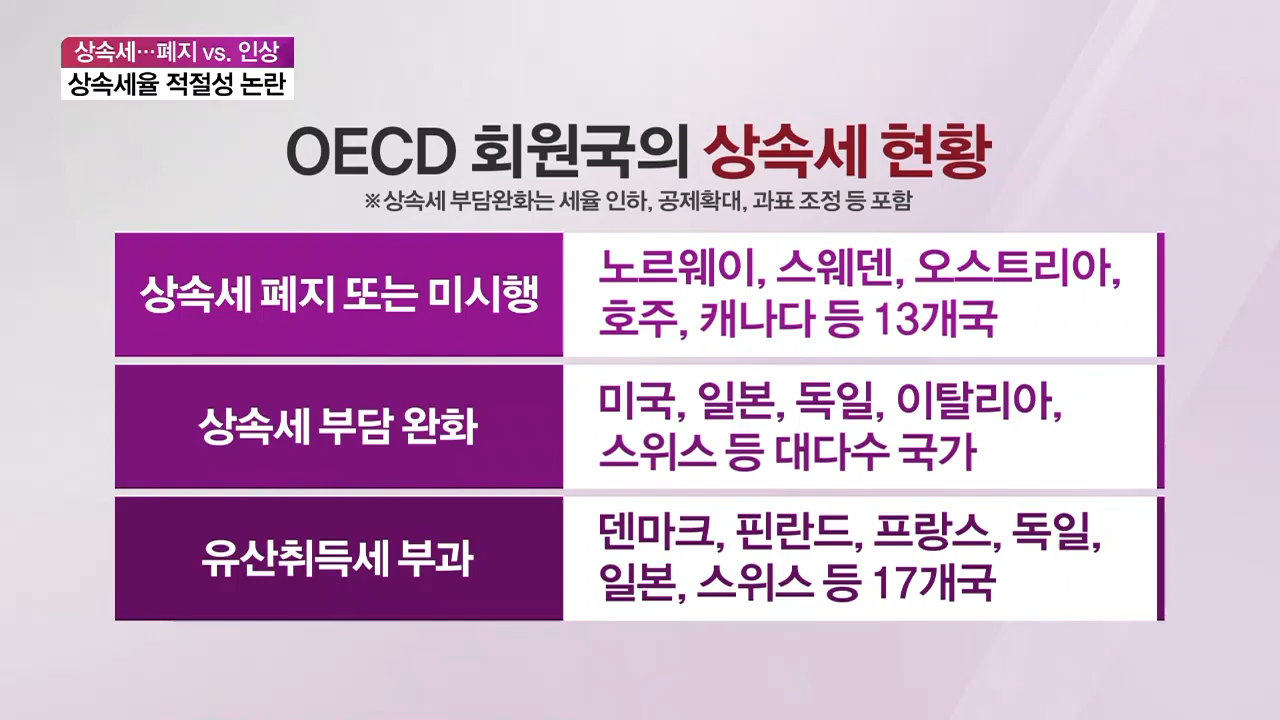 상속세…폐지 vs. 인상
상속세율 적절성 논란
OECD 회원국의 상속세 현황
※상속세 부담완화는 세율 인하, 공제확대, 과표 조정 등 포함
상속세 폐지 또는 미시행
노르웨이, 스웨덴, 오스트리아,
호주, 캐나다 등 13개국
상속세 부담 완화
미국, 일본, 독일, 이탈리아,
스위스 등 대다수 국가
유산취득세 부과
덴마크, 핀란드, 프랑스, 독일,
일본, 스위스 등 17개국